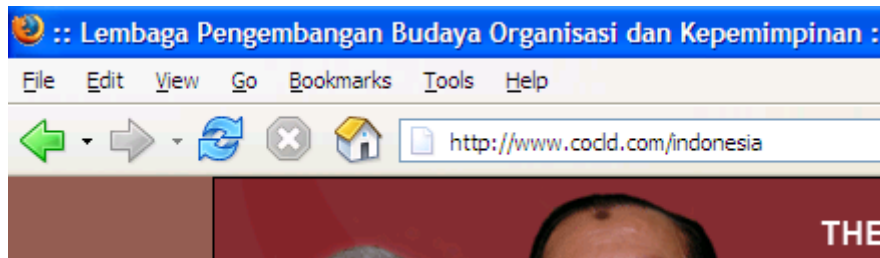 :: Lembaga Pengembangan Budaya Organisasi dan Kepemimpinan :
File Edit View Go Bookmarks Tools Help
http://www.cocld.com/indonesia
THE